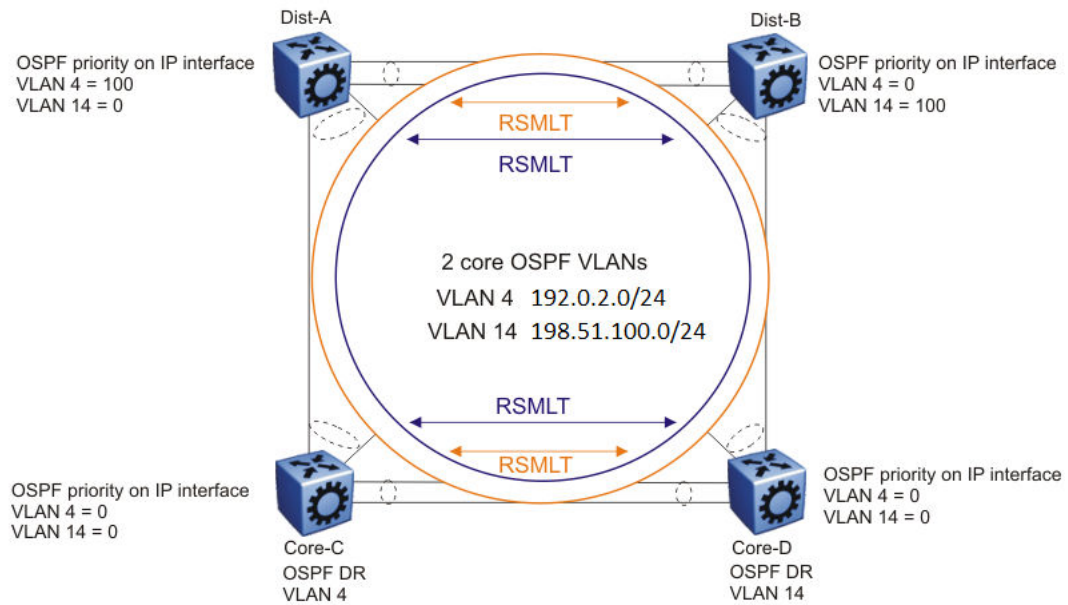 Dist-A
Dist-B
OSPF priority on IP interface
VLAN 4 = 100
VLAN 14 = 0
OSPF priority on IP interface
VLAN 4 = 0
VLAN 14 = 100
RSMLT
RSMLT
2 core OSPF VLANs
VLAN 4 192.0.2.0/24
VLAN 14 198.51.100.0/24
RSMLT
RSMLT
OSPF priority on IP interface
VLAN 4 = 0
VLAN 14 = 0
OSPF priority on IP interface
VLAN 4 = 0
VLAN 14 = 0
Core-C
OSPF DR
VLAN 4
Core-D
OSPF DR
VLAN 14